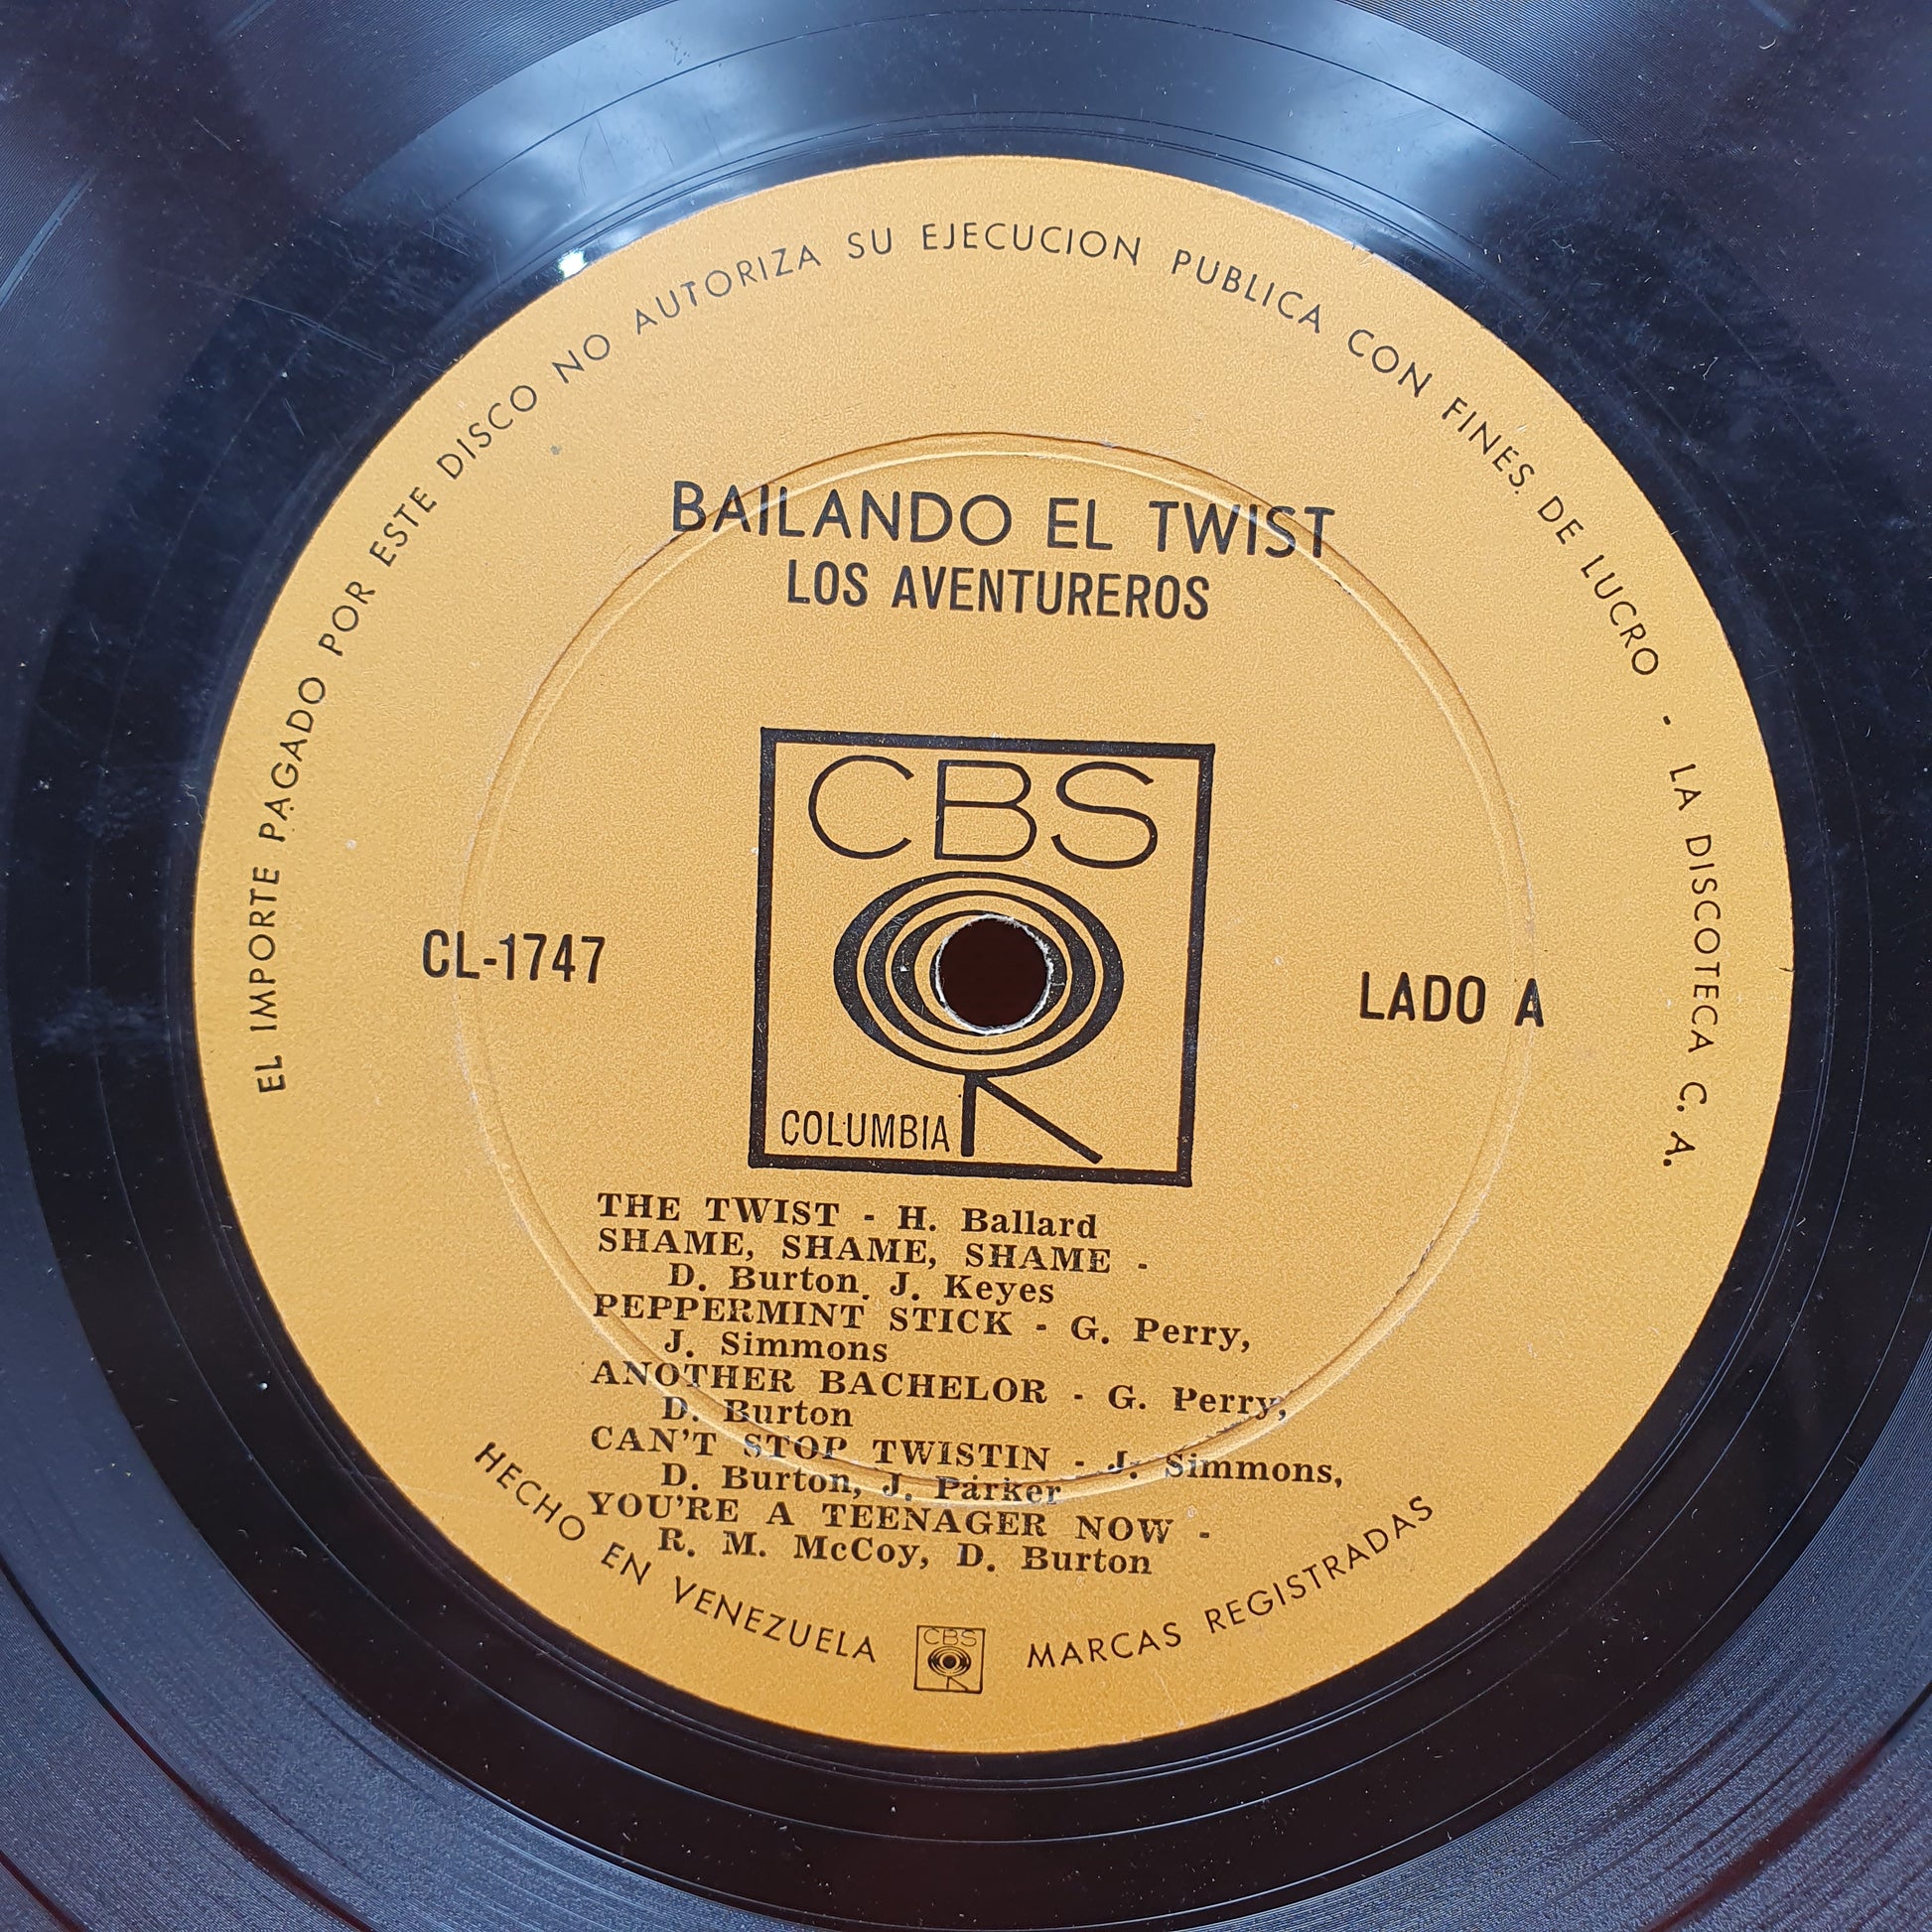 EL IMPORTE PAGADO POR ESTE DISCO NO AUTORIZA SU EJECUCION PUBLICA CON FINES. DE LUCRO - LA DISCOTECA C. A.
BAILANDO EL TWIST
LOS AVENTUREROS
CBS
COLUMBIA
CL-1747
LADO A
THE TWIST - H. Ballard
SHAME, SHAME, SHAME -
D. Burton. J. Keyes
PEPPERMINT STICK - G. Perry,
J. Simmons
ANOTHER BACHELOR - G. Perry,
D. Burton
CAN'T STOP TWISTIN - J. Simmons,
D. Burton, J. Parker
YOU'RE A TEENAGER NOW -
R. M. McCoy, D. Burton
HECHO EN VENEZUELA CBS MARCAS REGISTRADAS